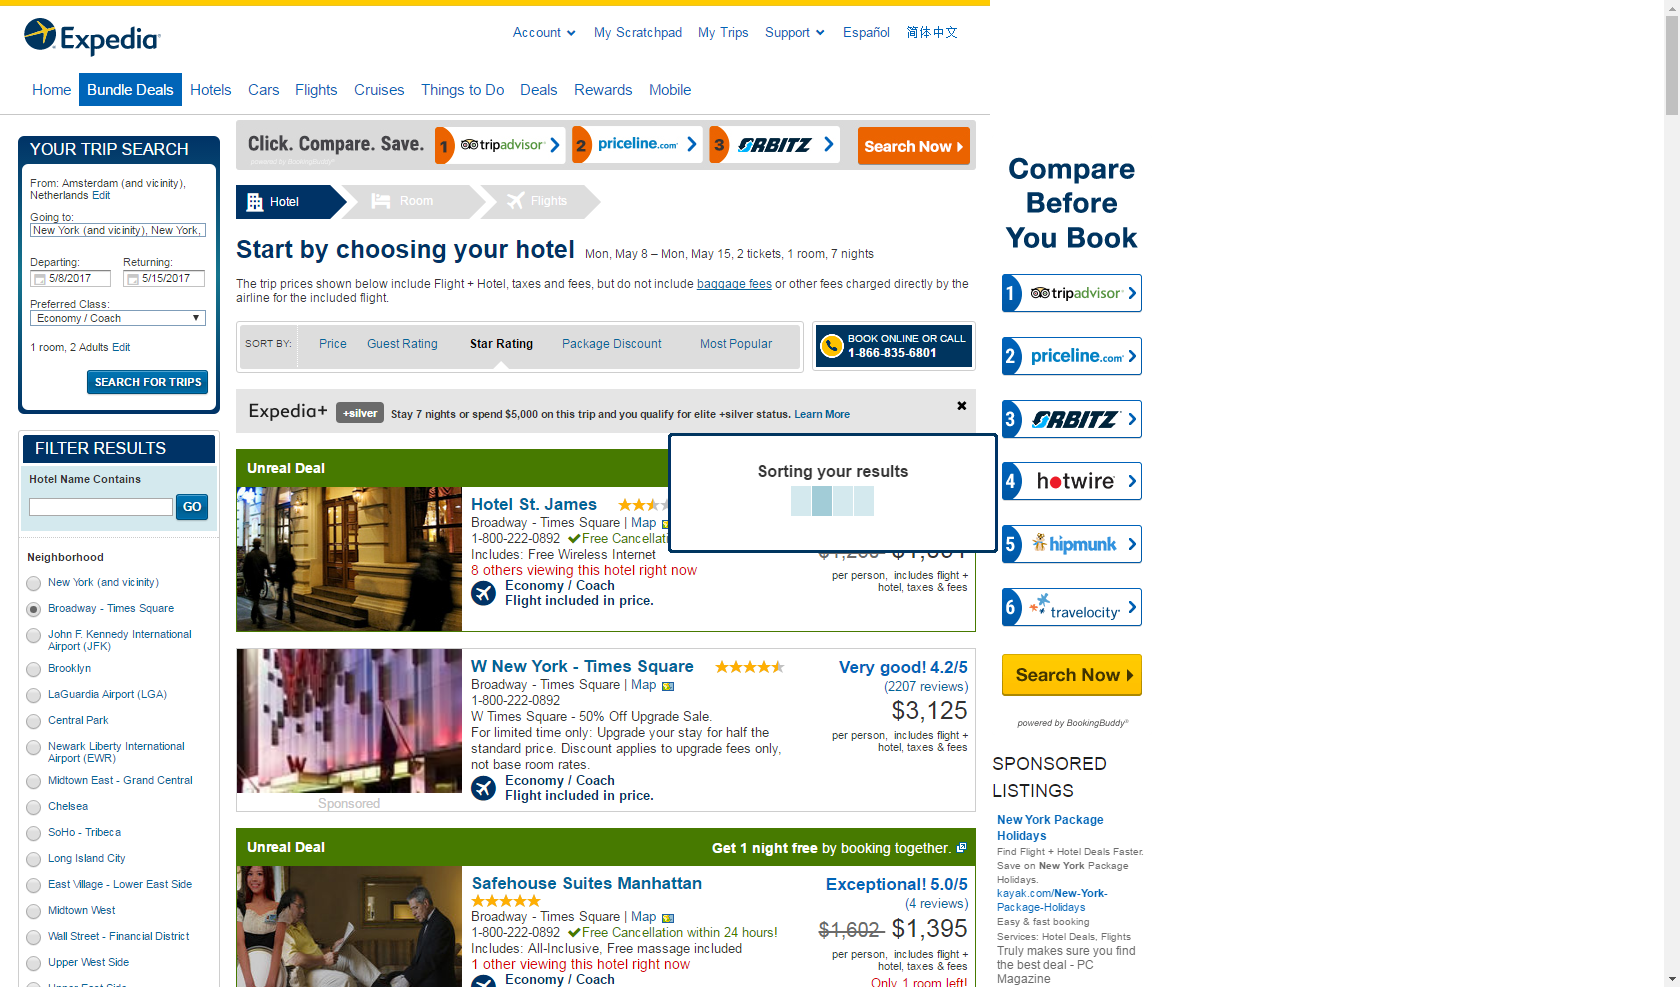 Expedia
Account
My Scratchpad
My Trips
Support
Español
简体中文
Home
Bundle Deals
Hotels
Cars
Flights
Cruises
Things to Do
Deals
Rewards
Mobile
YOUR TRIP SEARCH
From: Amsterdam (and vicinity),
Netherlands Edit
Going to:
New York (and vicinity), New York,
Departing:
Returning:
5/8/2017
5/15/2017
Preferred Class:
Economy / Coach
1 room, 2 Adults Edit
SEARCH FOR TRIPS
FILTER RESULTS
Hotel Name Contains
GO
Neighborhood
New York (and vicinity)
Broadway - Times Square
John F. Kennedy International
Airport (JFK)
Brooklyn
LaGuardia Airport (LGA)
Central Park
Newark Liberty International
Airport (EWR)
Midtown East - Grand Central
Chelsea
SoHo - Tribeca
Long Island City
East Village - Lower East Side
Midtown West
Wall Street - Financial District
Upper West Side
Upper East Side
Click. Compare. Save.
powered by BookingBuddy
1 tripadvisor
2 priceline.com
3 ORBITZ
Search Now
Hotel
Room
Flights
Start by choosing your hotel
Mon, May 8 – Mon, May 15, 2 tickets, 1 room, 7 nights
The trip prices shown below include Flight + Hotel, taxes and fees, but do not include baggage fees or other fees charged directly by the
airline for the included flight.
SORT BY:
Price
Guest Rating
Star Rating
Package Discount
Most Popular
BOOK ONLINE OR CALL
1-866-835-6801
Expedia+
+silver
Stay 7 nights or spend $5,000 on this trip and you qualify for elite +silver status. Learn More
Sorting your results
Unreal Deal
Hotel St. James
Broadway - Times Square | Map
1-800-222-0892 Free Cancellati
Includes: Free Wireless Internet
8 others viewing this hotel right now
Economy / Coach
Flight included in price.
per person, includes flight +
hotel, taxes & fees
W New York - Times Square
Broadway - Times Square | Map
1-800-222-0892
W Times Square - 50% Off Upgrade Sale.
For limited time only: Upgrade your stay for half the
standard price. Discount applies to upgrade fees only,
not base room rates.
Economy / Coach
Flight included in price.
Very good! 4.2/5
(2207 reviews)
$3,125
per person, includes flight +
hotel, taxes & fees
Sponsored
Unreal Deal
Get 1 night free by booking together.
Safehouse Suites Manhattan
Broadway - Times Square | Map
1-800-222-0892 Free Cancellation within 24 hours!
Includes: All-Inclusive, Free massage included
1 other viewing this hotel right now
Economy / Coach
Exceptional! 5.0/5
(4 reviews)
$1,602 $1,395
per person, includes flight +
hotel, taxes & fees
Only 1 room left!
Compare
Before
You Book
1 tripadvisor
2 priceline.com
3 ORBITZ
4 hotwire
5 hipmunk
6 travelocity
Search Now
powered by BookingBuddy
SPONSORED
LISTINGS
New York Package
Holidays
Find Flight + Hotel Deals Faster.
Save on New York Package
Holidays.
kayak.com/New-York-
Package-Holidays
Easy & fast booking
Services: Hotel Deals, Flights
Truly makes sure you find
the best deal - PC
Magazine